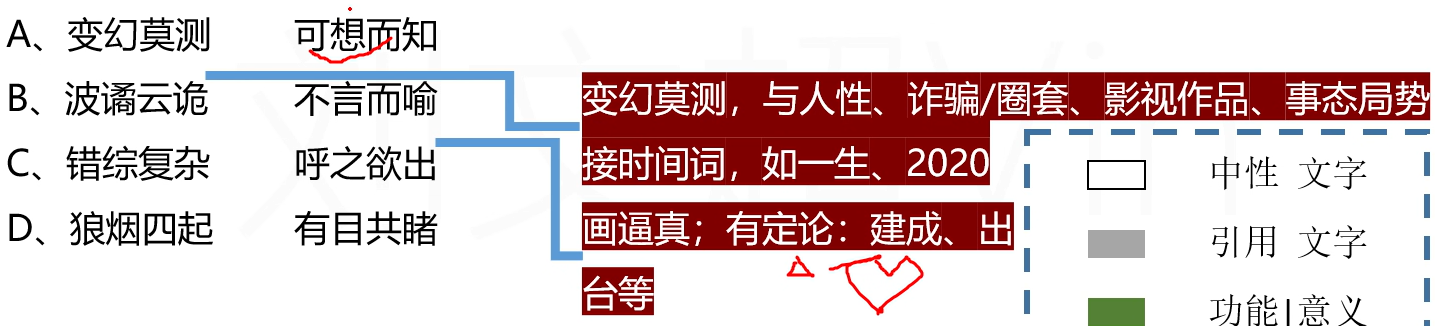 A、变幻莫测 可想而知
B、波谲云诡 不言而喻
C、错综复杂 呼之欲出
D、狼烟四起 有目共睹
变幻莫测，与人性、诈骗/圈套、影视作品、事态局势
接时间词，如一生、2020
画逼真；有定论：建成、出
台等
中性 文字
引用 文字
功能|意义